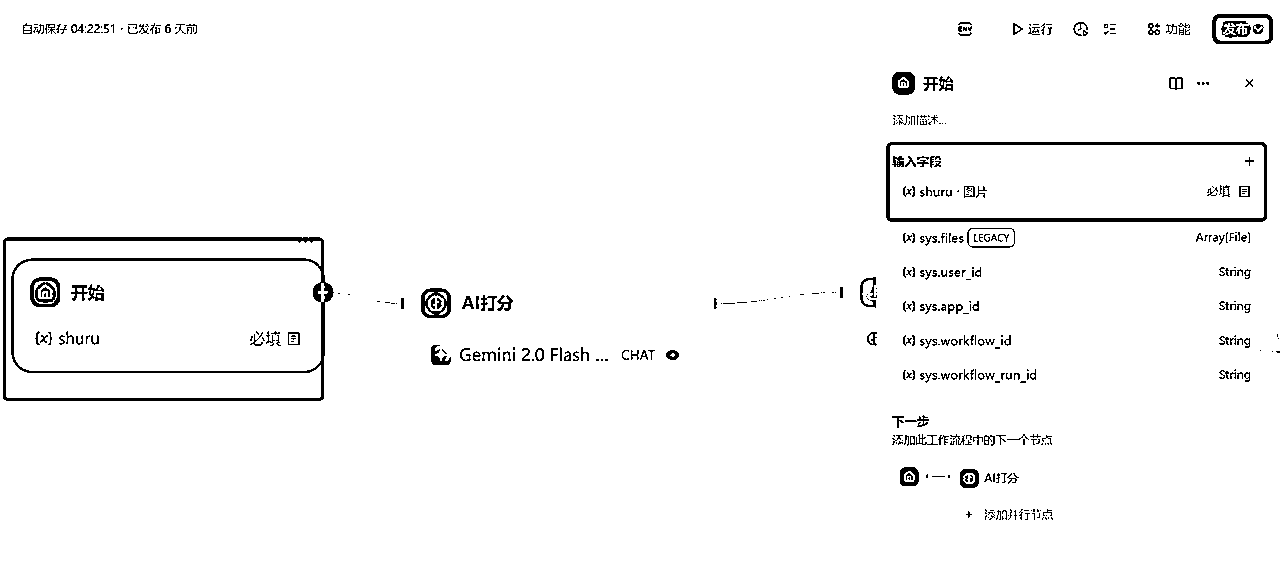 自动保存 04:22:51 · 已发布 6 天前
运行
功能
发布
开始
添加描述...
输入字段
{x} shuru · 图片
必填
{x} sys.files LEGACY
Array[File]
{x} sys.user_id
String
{x} sys.app_id
String
{x} sys.workflow_id
String
{x} sys.workflow_run_id
String
下一步
添加此工作流程中的下一个节点
AI打分
+ 添加并行节点
开始
{x} shuru
必填
AI打分
Gemini 2.0 Flash ... CHAT